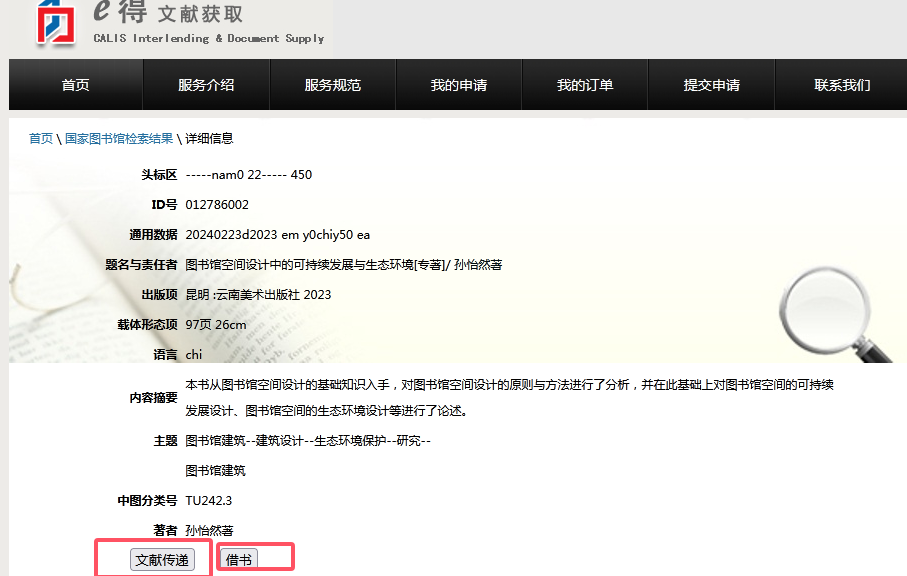 e得 文献获取
CALIS Interlending & Document Supply
首页 服务介绍 服务规范 我的申请 我的订单 提交申请 联系我们
首页 \ 国家图书馆检索结果 \ 详细信息
头标区 -----nam0 22----- 450
ID号 012786002
通用数据 20240223d2023 em y0chiy50 ea
题名与责任者 图书馆空间设计中的可持续发展与生态环境[专著]/ 孙怡然著
出版项 昆明 :云南美术出版社 2023
载体形态项 97页 26cm
语言 chi
内容摘要 本书从图书馆空间设计的基础知识入手，对图书馆空间设计的原则与方法进行了分析，并在此基础上对图书馆空间的可持续
发展设计、图书馆空间的生态环境设计等进行了论述。
主题 图书馆建筑--建筑设计--生态环境保护--研究--
图书馆建筑
中图分类号 TU242.3
著者 孙怡然著
文献传递 借书